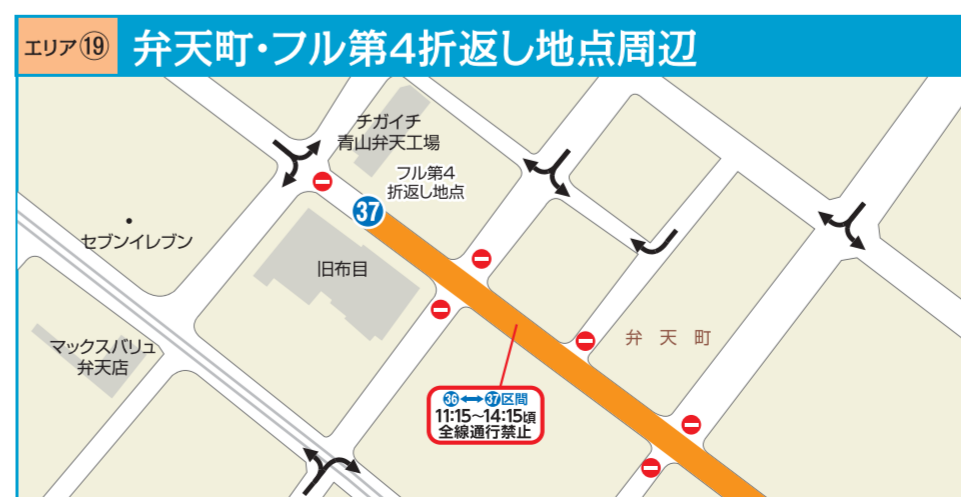 エリア⑲ 弁天町・フル第4折返し地点周辺
チガイチ
青山弁天工場
フル第4
折返し地点
37
セブンイレブン
旧布目
弁天町
マックスバリュ
弁天店
㊱↔㊲区間
11:15~14:15頃
全線通行禁止